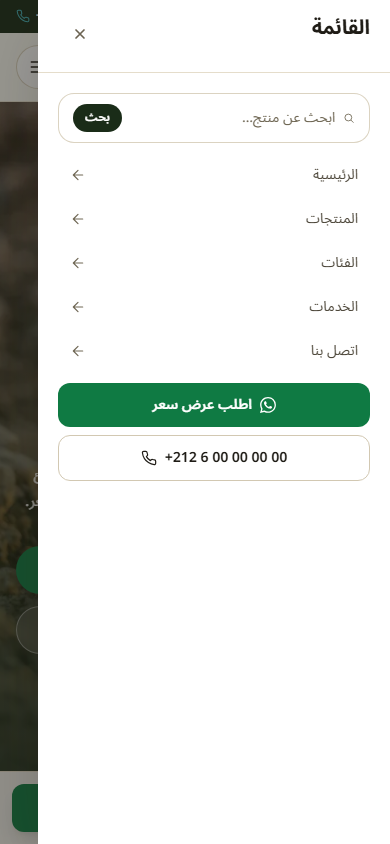 القائمة
ابحث عن منتج...
بحث
الرئيسية
المنتجات
الفئات
الخدمات
اتصل بنا
اطلب عرض سعر
+212 6 00 00 00 00